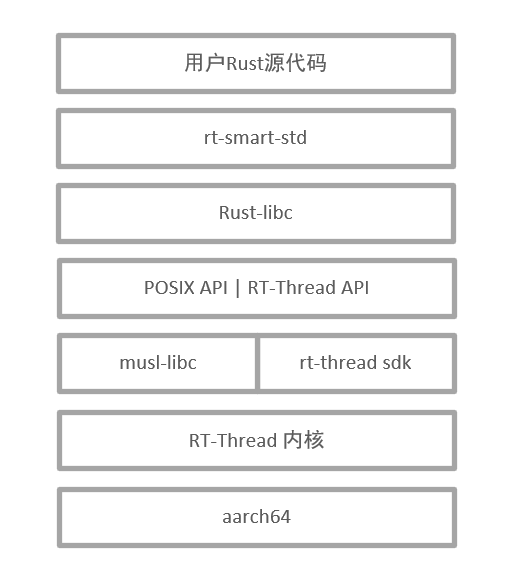 用户Rust源代码
rt-smart-std
Rust-libc
POSIX API | RT-Thread API
musl-libc
rt-thread sdk
RT-Thread 内核
aarch64